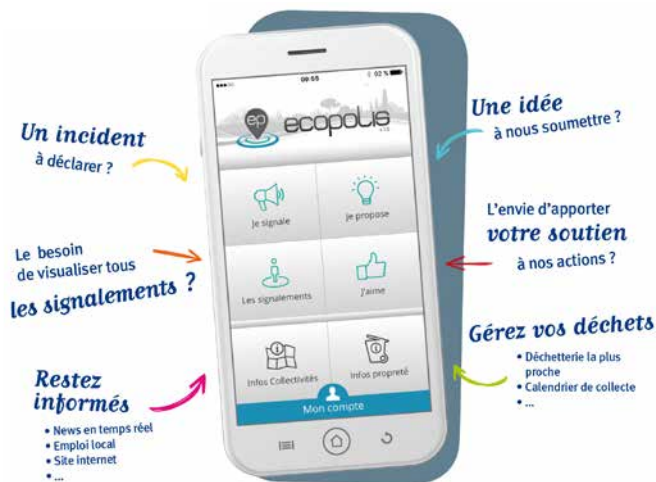 00:55
92 %
ep
ecopolis
Un incident
à déclarer ?
Une idée
à nous soumettre ?
Je signale
Je propose
Le besoin
de visualiser tous
les signalements ?
L'envie d'apporter
votre soutien
à nos actions ?
Les signalements
J'aime
Restez
informés
• News en temps réel
• Emploi local
• Site internet
• ...
Infos Collectivités
Infos propreté
Mon compte
Gérez vos déchets
• Déchetterie la plus
proche
• Calendrier de collecte
• ...